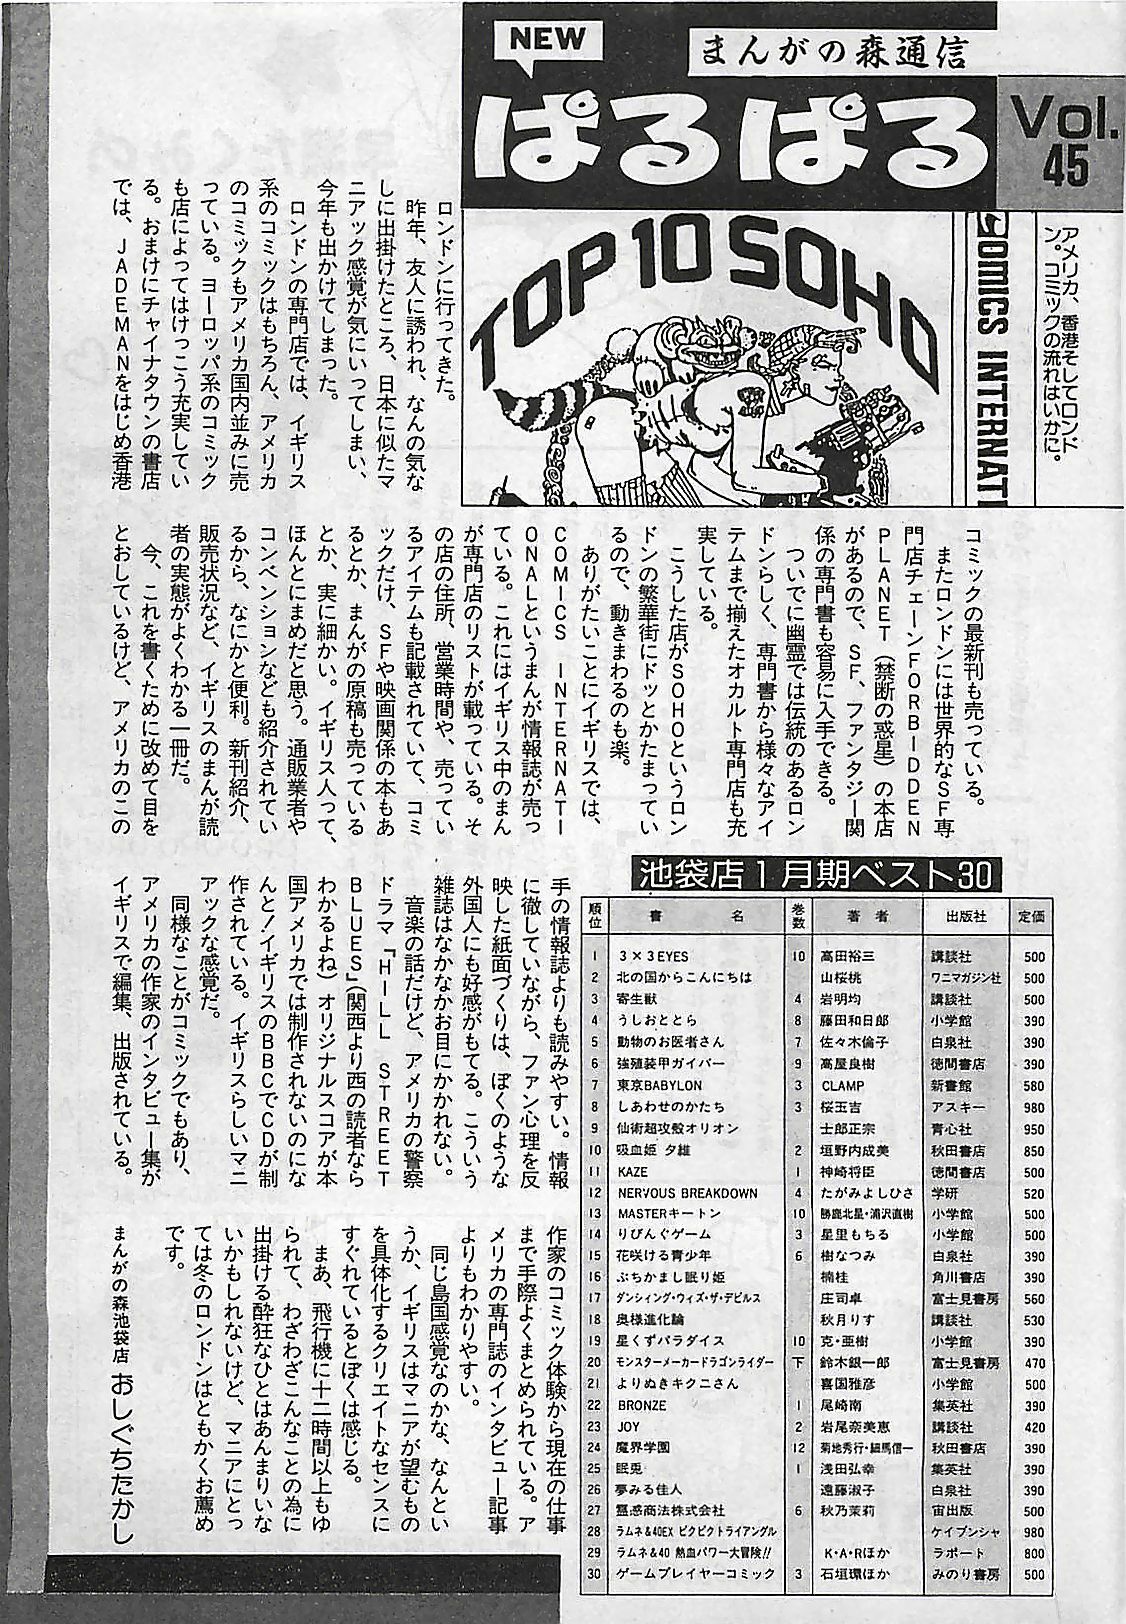 NEW
まんがの森通信
ぱるぱる
Vol.
45
アメリカ、香港そしてロンド
ン。コミックの流れはいかに。
TOP 10 SOHO
COMICS INTERNATI
ロンドンに行ってきた。
昨年、友人に誘われ、なんの気な
しに出掛けたところ、日本に似たマ
ニアック感覚が気にいってしまい、
今年も出かけてしまった。
ロンドンの専門店では、イギリス
系のコミックはもちろん、アメリカ
のコミックもアメリカ国内並みに売
っている。ヨーロッパ系のコミック
も店によってはけっこう充実してい
る。おまけにチャイナタウンの書店
では、JADEMANをはじめ香港
コミックの最新刊も売っている。
またロンドンには世界的なSF専
門店チェーンFORBIDDEN
PLANET(禁断の惑星)の本店
があるので、SF、ファンタジー関
係の専門書も容易に入手できる。
ついでに幽霊では伝統のあるロン
ドンらしく、専門書から様々なアイ
テムまで揃えたオカルト専門店も充
実している。
こうした店がSOHOというロン
ドンの繁華街にドッとかたまってい
るので、動きまわるのも楽。
ありがたいことにイギリスでは、
COMICS INTERNATI
ONALというまんが情報誌が売っ
ている。これにはイギリス中のまん
が専門店のリストが載っている。そ
の店の住所、営業時間や、売ってい
るアイテムも記載されていて、コミ
ックだけ、SFや映画関係の本もあ
るとか、まんがの原稿も売っている
とか、実に細かい。イギリス人って、
ほんとにまめだと思う。通販業者や
コンベンションなども紹介されてい
るから、なにかと便利。新刊紹介、
販売状況など、イギリスのまんが読
者の実態がよくわかる一冊だ。
今、これを書くために改めて目を
とおしているけど、アメリカのこの
手の情報誌よりも読みやすい。情報
に徹していながら、ファン心理を反
映した紙面づくりは、ぼくのような
外国人にも好感がもてる。こういう
雑誌はなかなかお目にかかれない。
音楽の話だけど、アメリカの警察
ドラマ「HILL STREET
BLUES」(関西より西の読者なら
わかるよね)オリジナルスコアが本
国アメリカでは制作されないのにな
んと!イギリスのBBCでCDが制
作されている。イギリスらしいマニ
アックな感覚だ。
同様なことがコミックでもあり、
アメリカの作家のインタビュー集が
イギリスで編集、出版されている。
作家のコミック体験から現在の仕事
まで手際よくまとめられている。ア
メリカの専門誌のインタビュー記事
よりもわかりやすい。
同じ島国感覚なのかな、なんとい
うか、イギリスはマニアが望むもの
を具体化するクリエイトなセンスに
すぐれているとぼくは感じる。
まあ、飛行機に十二時間以上もゆ
られて、わざわざこんなことの為に
出掛ける酔狂なひとはあんまりいな
いかもしれないけど、マニアにとっ
ては冬のロンドンはともかくお薦め
です。
まんがの森池袋店 おしぐちたかし
池袋店1月期ベスト30
順位 書名 巻数 著者 出版社 定価
1 3×3EYES 10 高田裕三 講談社 500
2 北の国からこんにちは 山桜桃 ワニマガジン社 500
3 寄生獣 4 岩明均 講談社 500
4 うしおととら 8 藤田和日郎 小学館 390
5 動物のお医者さん 7 佐々木倫子 白泉社 390
6 強殖装甲ガイバー 9 高屋良樹 徳間書店 390
7 東京BABYLON 3 CLAMP 新書館 580
8 しあわせのかたち 3 桜玉吉 アスキー 980
9 仙術超攻殻オリオン 士郎正宗 青心社 950
10 吸血姫 夕維 2 垣野内成美 秋田書店 850
11 KAZE 1 神崎将臣 徳間書店 500
12 NERVOUS BREAKDOWN 4 たがみよしひさ 学研 520
13 MASTERキートン 10 勝鹿北星・浦沢直樹 小学館 500
14 りびんぐゲーム 3 星里もちる 小学館 500
15 花咲ける青少年 6 樹なつみ 白泉社 390
16 ぶちかまし眠り姫 楠桂 角川書店 390
17 ダンシング・ウィズ・ザ・デビルス 庄司卓 富士見書房 560
18 奥様進化論 秋月りす 講談社 530
19 星くずパラダイス 10 克・亜樹 小学館 390
20 モンスターメーカードラゴンライダー 下 鈴木銀一郎 富士見書房 470
21 よりぬきキクニさん 喜国雅彦 小学館 500
22 BRONZE 1 尾崎南 集英社 390
23 JOY 2 岩尾奈美恵 講談社 420
24 魔界学園 12 菊地秀行・細馬信一 秋田書店 390
25 眠兎 1 浅田弘幸 集英社 390
26 夢みる佳人 遠藤淑子 白泉社 390
27 霊感商法株式会社 6 秋乃茉莉 宙出版 500
28 ラムネ&40EX ピクピクトライアングル ケイブンシャ 980
29 ラムネ&40 熱血パワー大冒険!! K・A・Rほか ラポート 800
30 ゲームプレイヤーコミック 3 石垣環ほか みのり書房 500